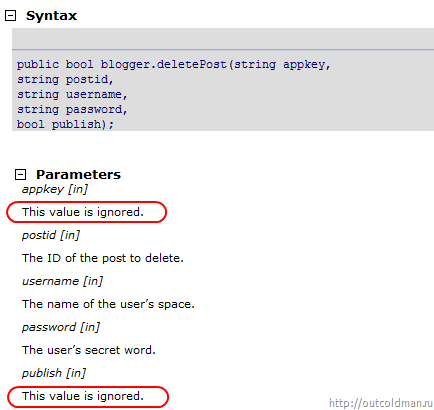 Syntax
public bool blogger.deletePost(string appkey,
string postid,
string username,
string password,
bool publish);
Parameters
appkey [in]
This value is ignored.
postid [in]
The ID of the post to delete.
username [in]
The name of the user’s space.
password [in]
The user’s secret word.
publish [in]
This value is ignored.
http://outcoldman.ru